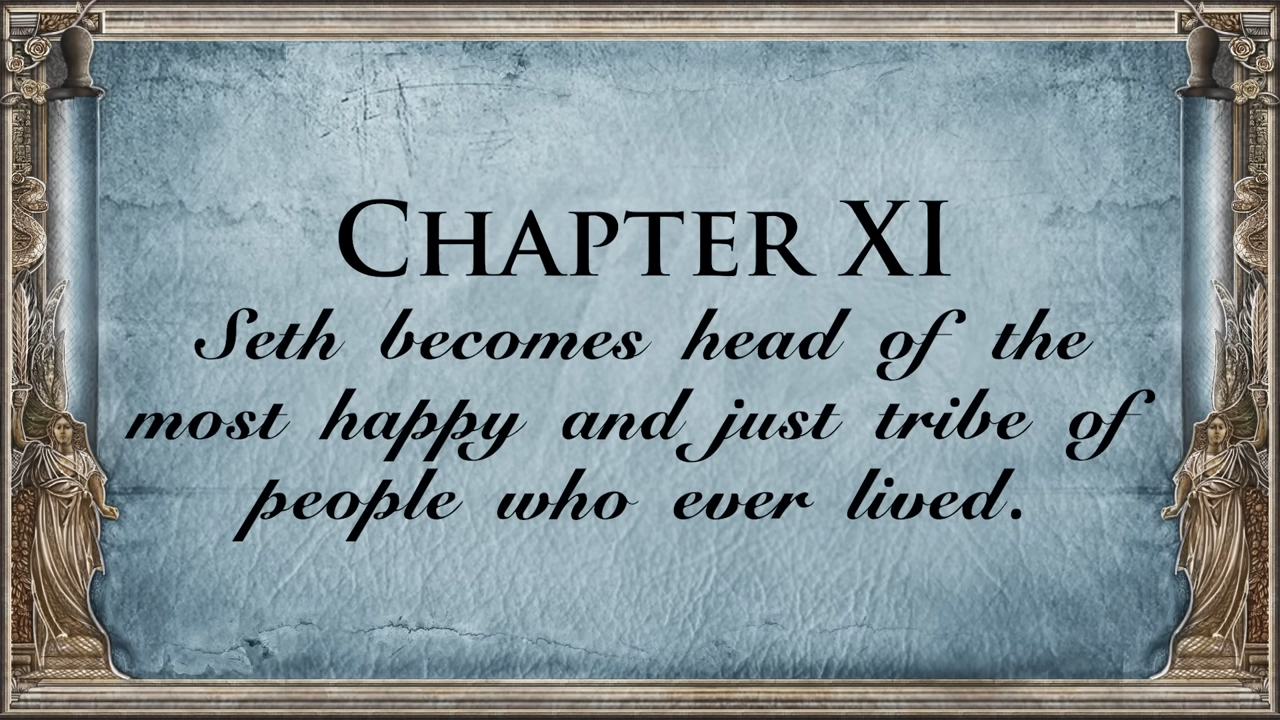 Chapter XI
Seth becomes head of the
most happy and just tribe of
people who ever lived.